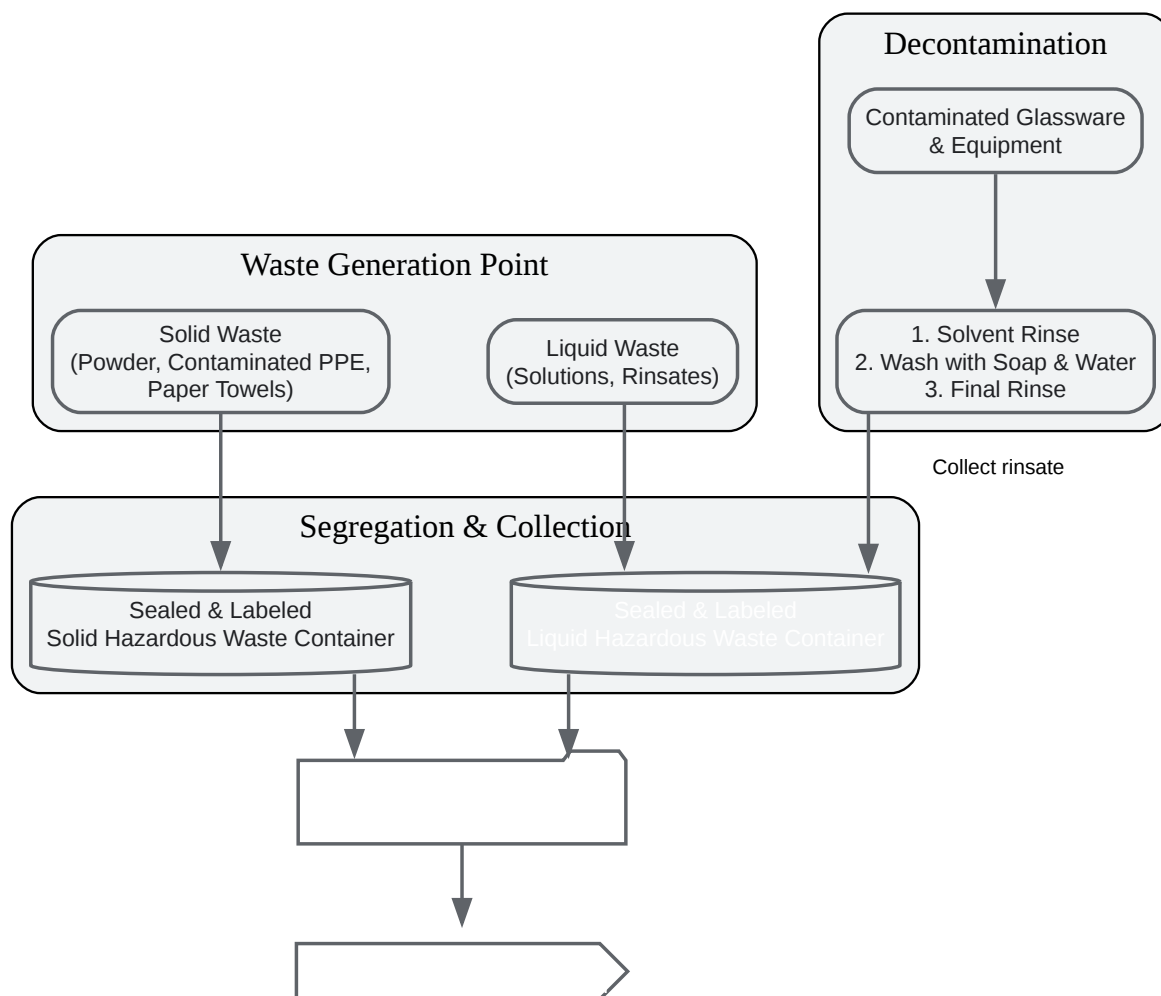 Decontamination
Contaminated Glassware
& Equipment
Waste Generation Point
Solid Waste
(Powder, Contaminated PPE,
Paper Towels)
Liquid Waste
(Solutions, Rinsates)
1. Solvent Rinse
2. Wash with Soap & Water
3. Final Rinse
Collect rinsate
Segregation & Collection
Sealed & Labeled
Solid Hazardous Waste Container
Sealed & Labeled
Liquid Hazardous Waste Container